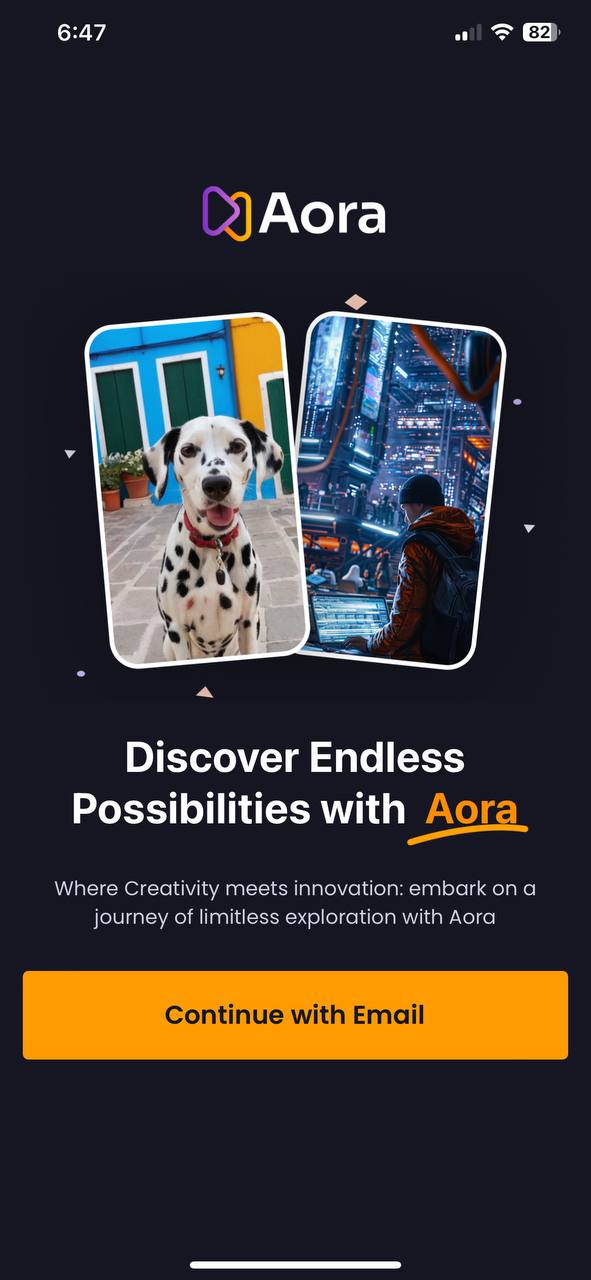 6:47
82
Aora
Discover Endless
Possibilities with Aora
Where Creativity meets innovation: embark on a
journey of limitless exploration with Aora
Continue with Email